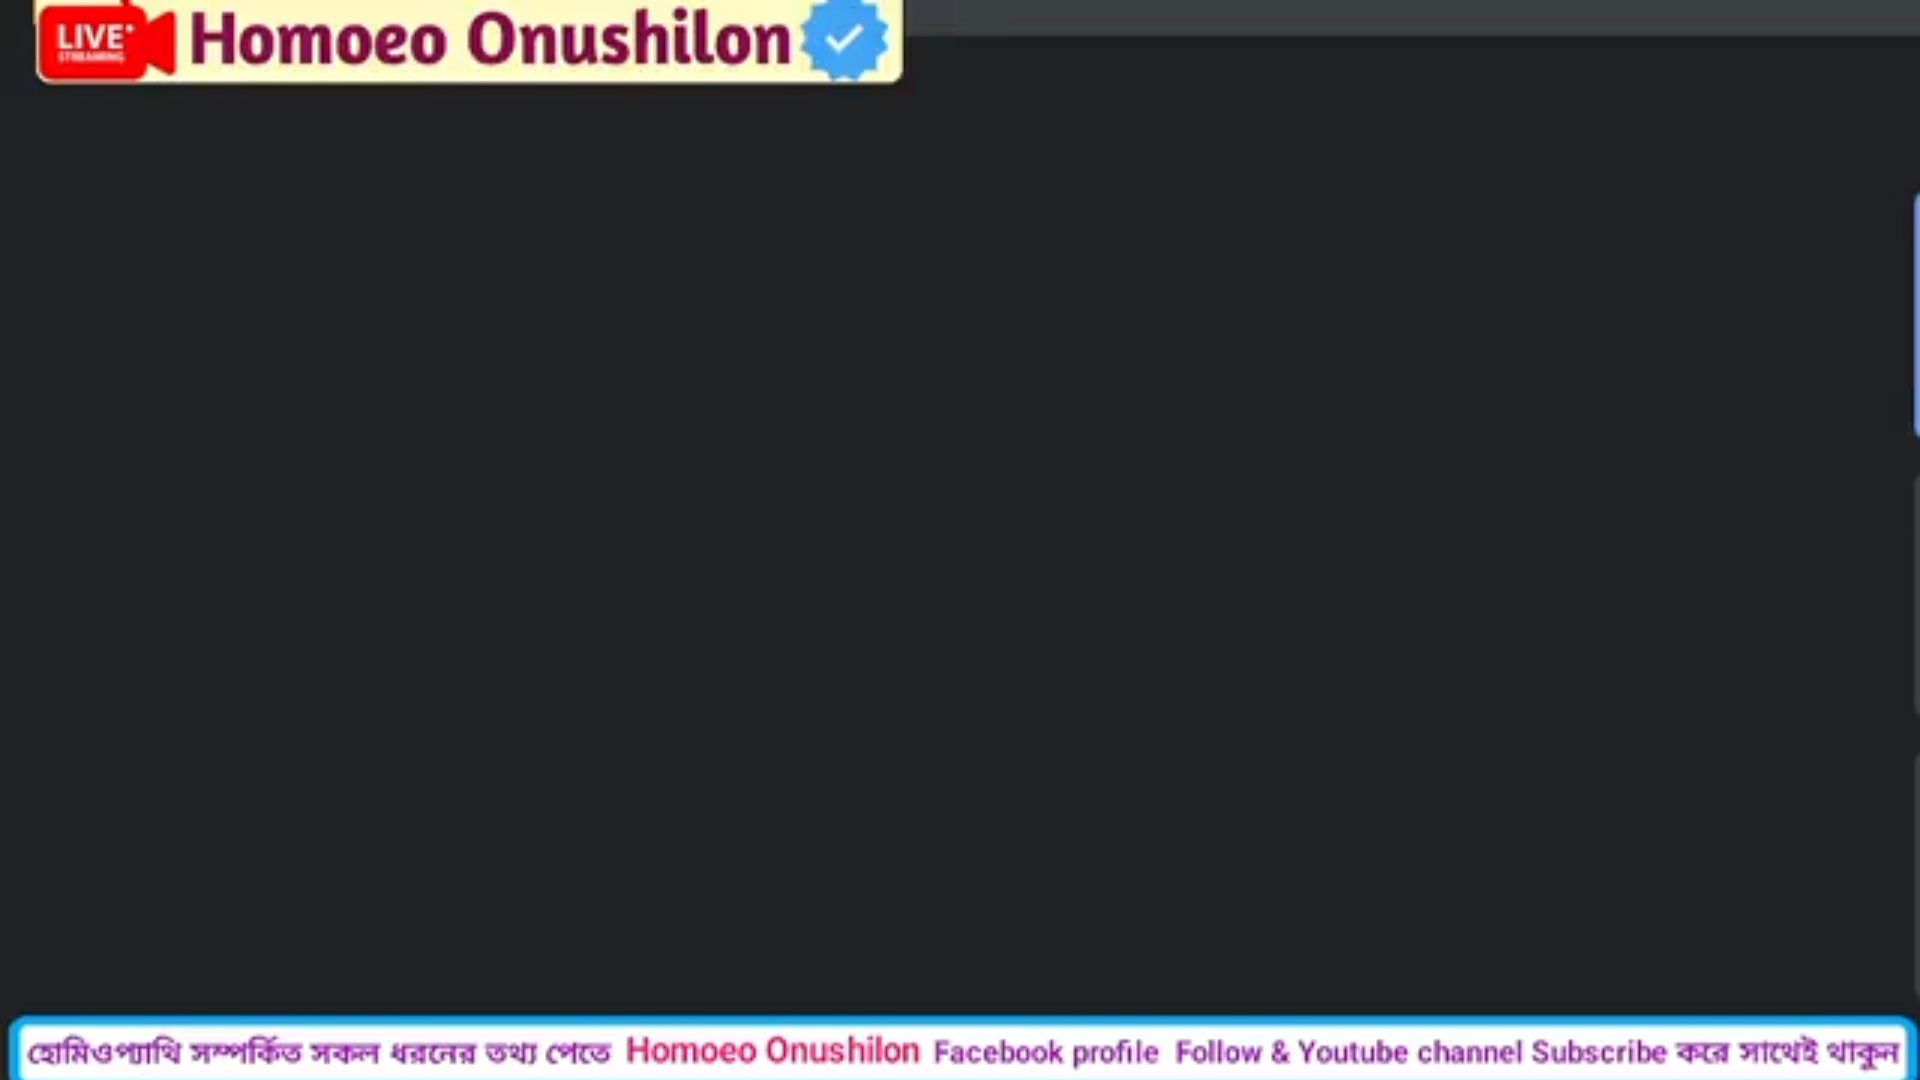 LIVE
STREAMING
Homoeo Onushilon
হোমিওপ্যাথি সম্পর্কিত সকল ধরনের তথ্য পেতে Homoeo Onushilon Facebook profile Follow & Youtube channel Subscribe করে সাথেই থাকুন